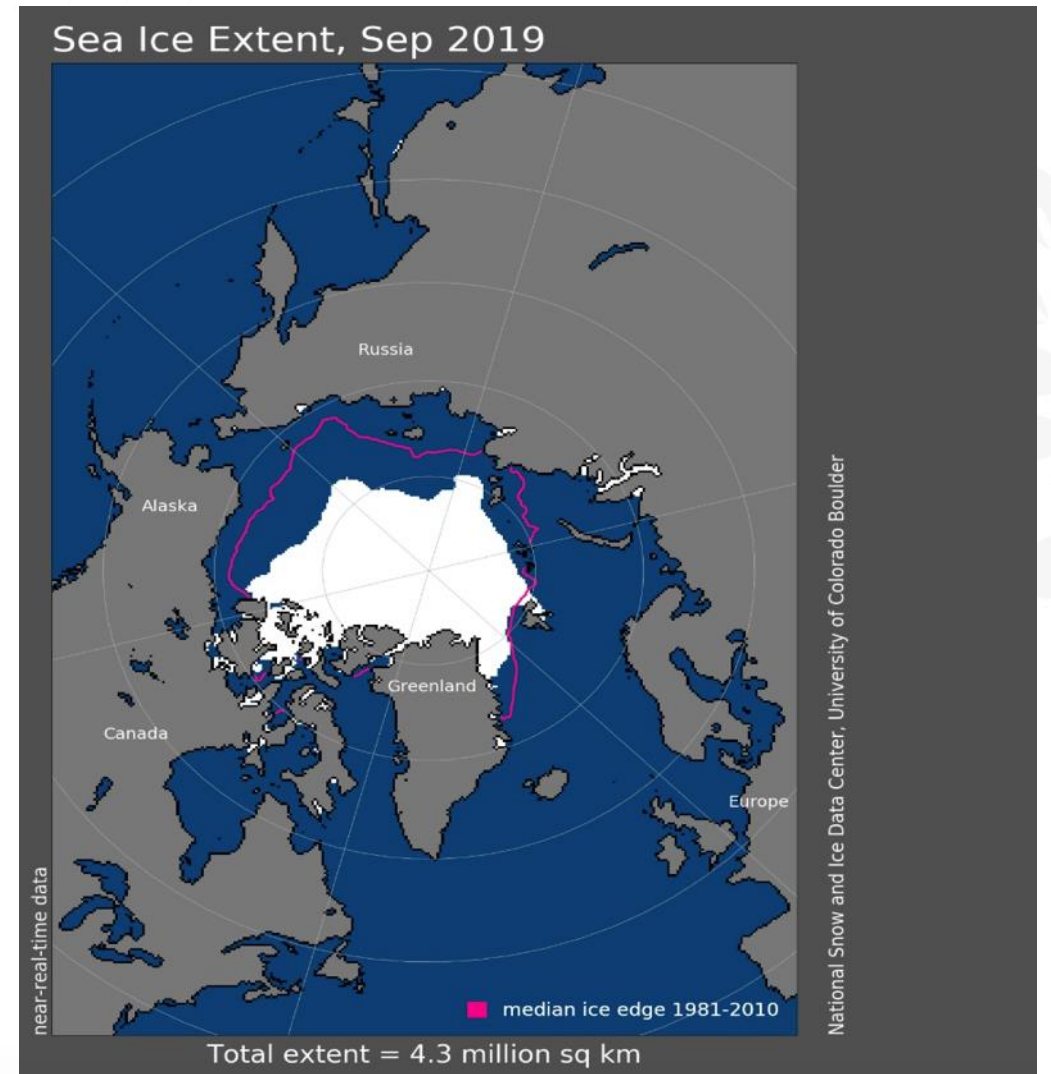 Sea Ice Extent, Sep 2019
Russia
Alaska
Greenland
Canada
Europe
near-real-time data
National Snow and Ice Data Center, University of Colorado Boulder
median ice edge 1981-2010
Total extent = 4.3 million sq km